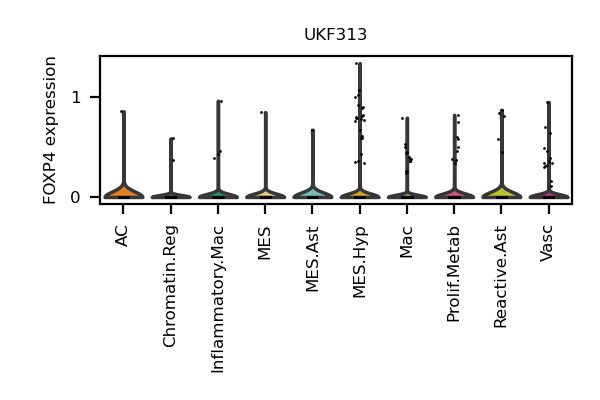 UKF313
FOXP4 expression
1
0
AC
Chromatin.Reg
Inflammatory.Mac
MES
MES.Ast
MES.Hyp
Mac
Prolif.Metab
Reactive.Ast
Vasc